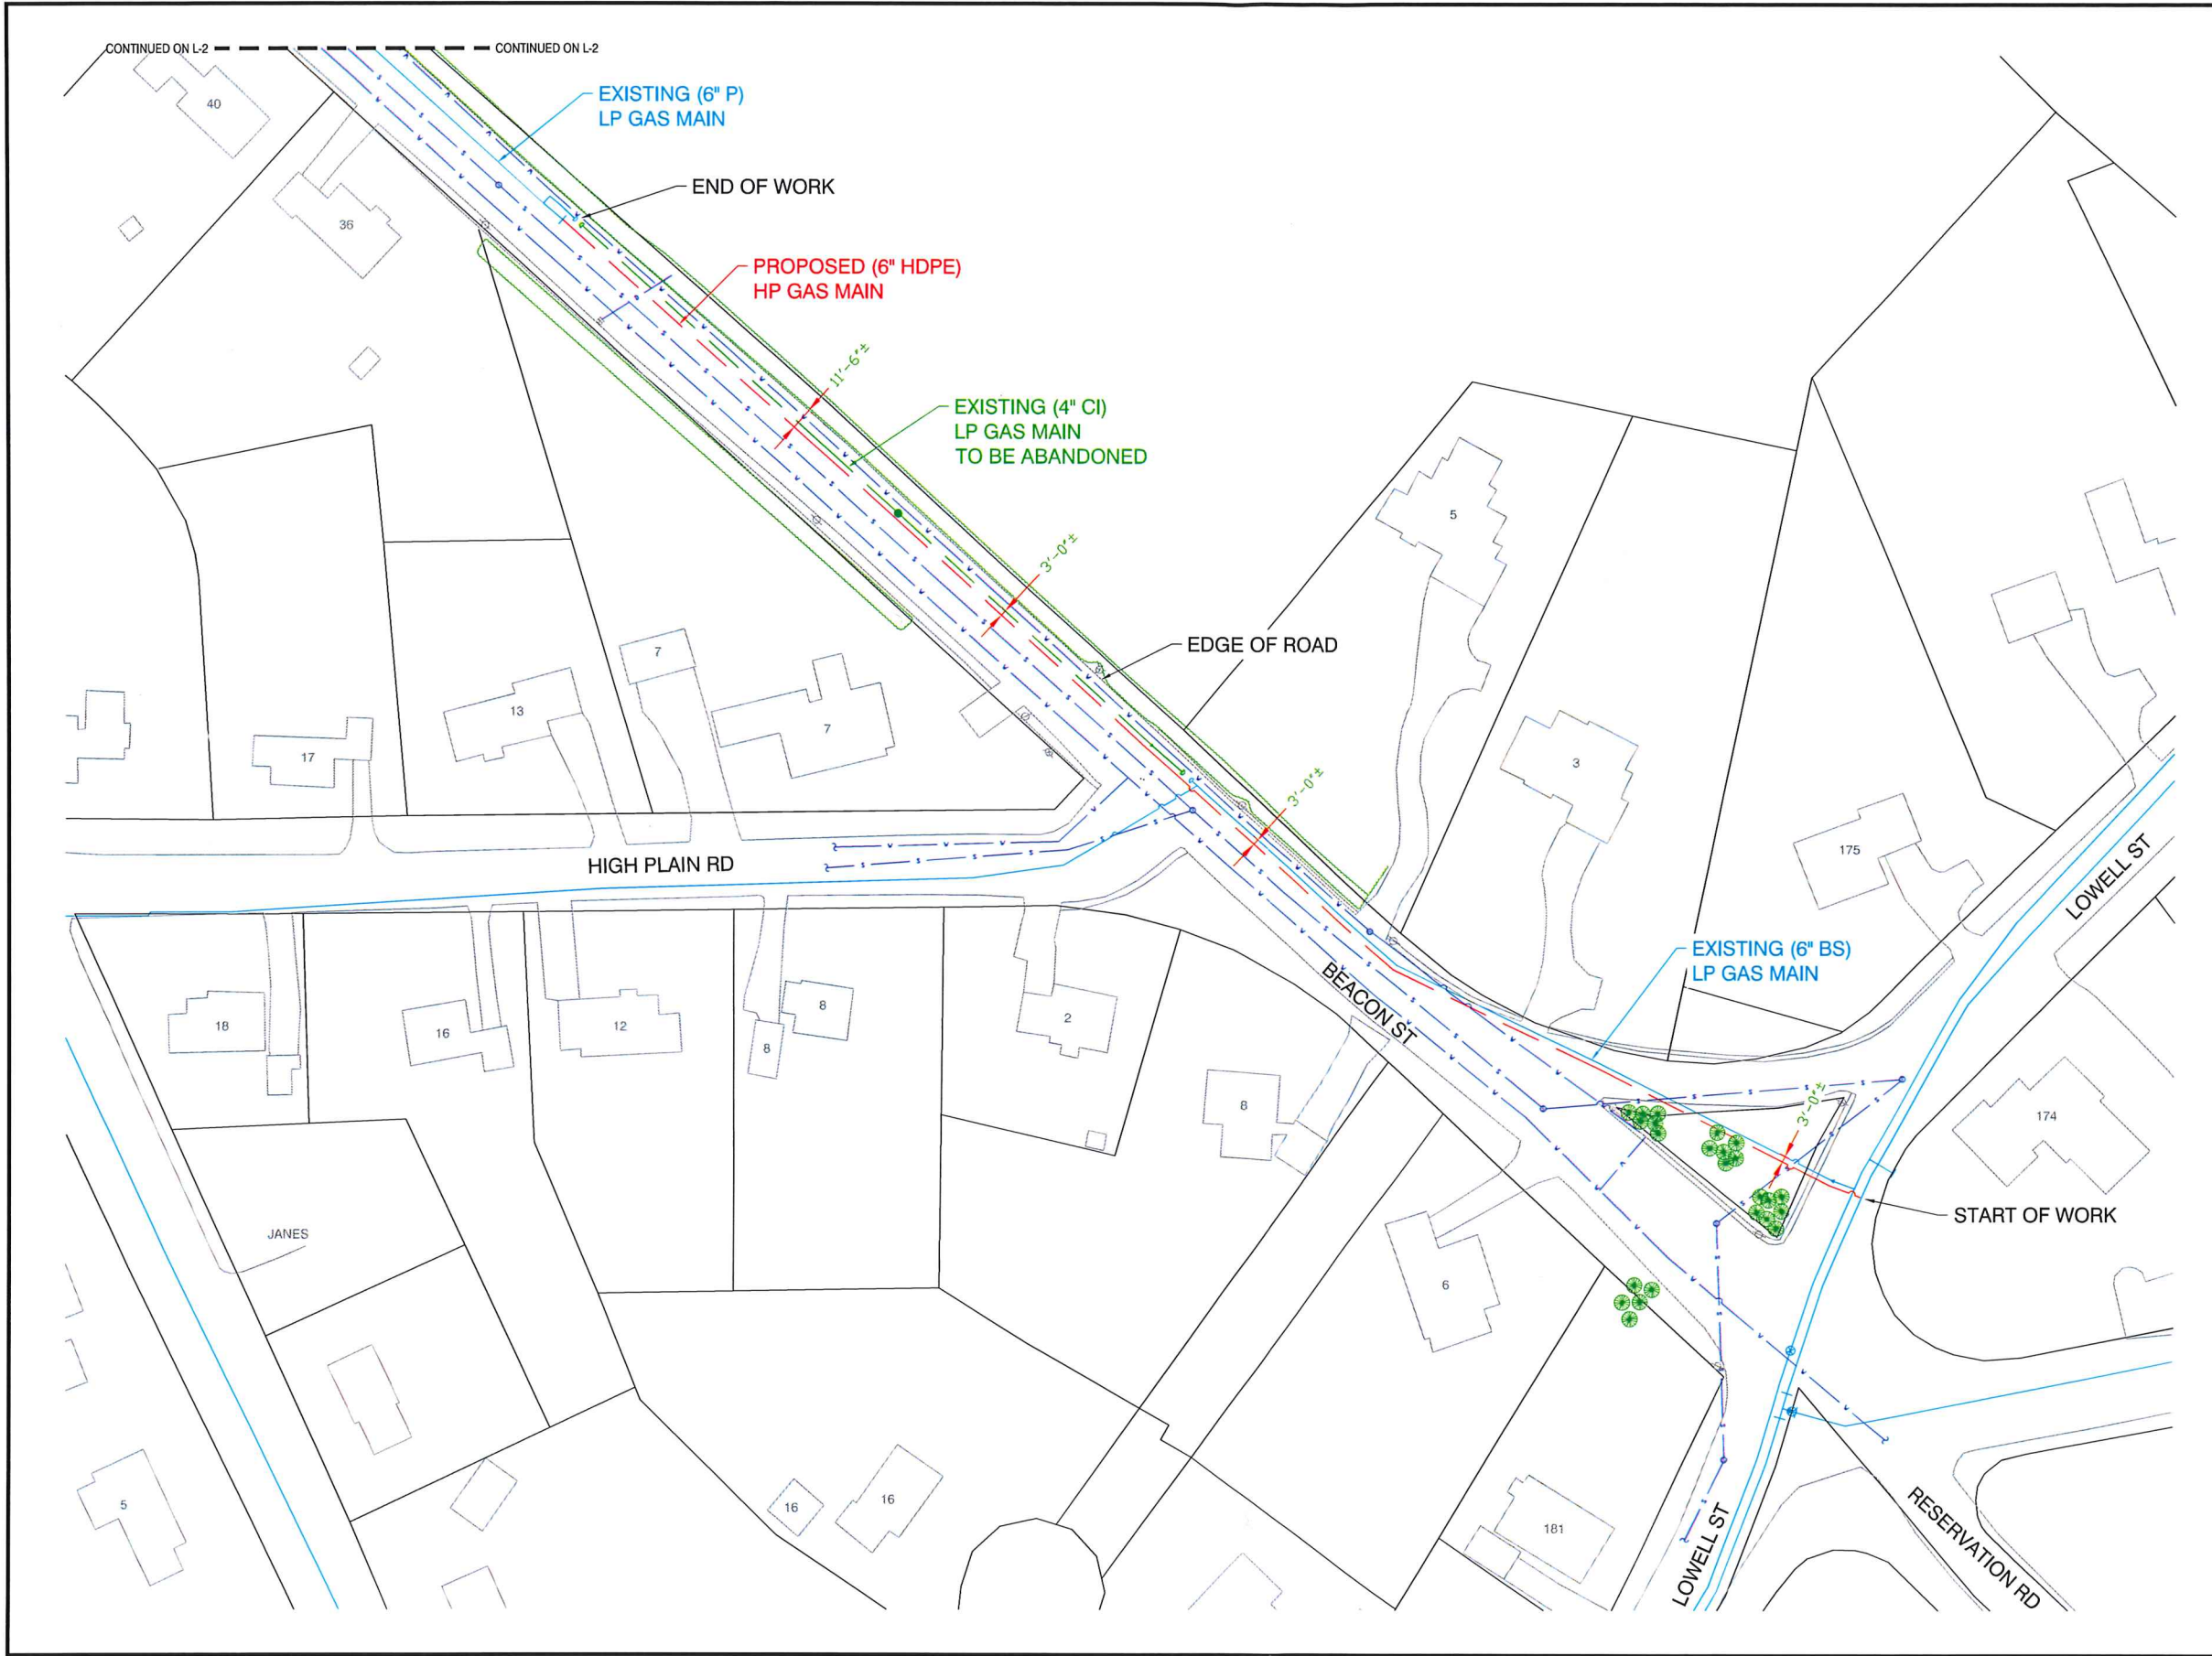 CONTINUED ON L-2
CONTINUED ON L-2
EXISTING (6" P)
LP GAS MAIN
40
END OF WORK
36
PROPOSED (6" HDPE)
HP GAS MAIN
11'-6"±
EXISTING (4" CI)
LP GAS MAIN
TO BE ABANDONED
5
3'-0"±
EDGE OF ROAD
7
13
7
17
3
3'-0"±
175
HIGH PLAIN RD
LOWELL ST
EXISTING (6" BS)
LP GAS MAIN
BEACON ST
18
16
12
8
8
2
8
3'-0"±
174
START OF WORK
JANES
6
5
16
16
181
LOWELL ST
RESERVATION RD